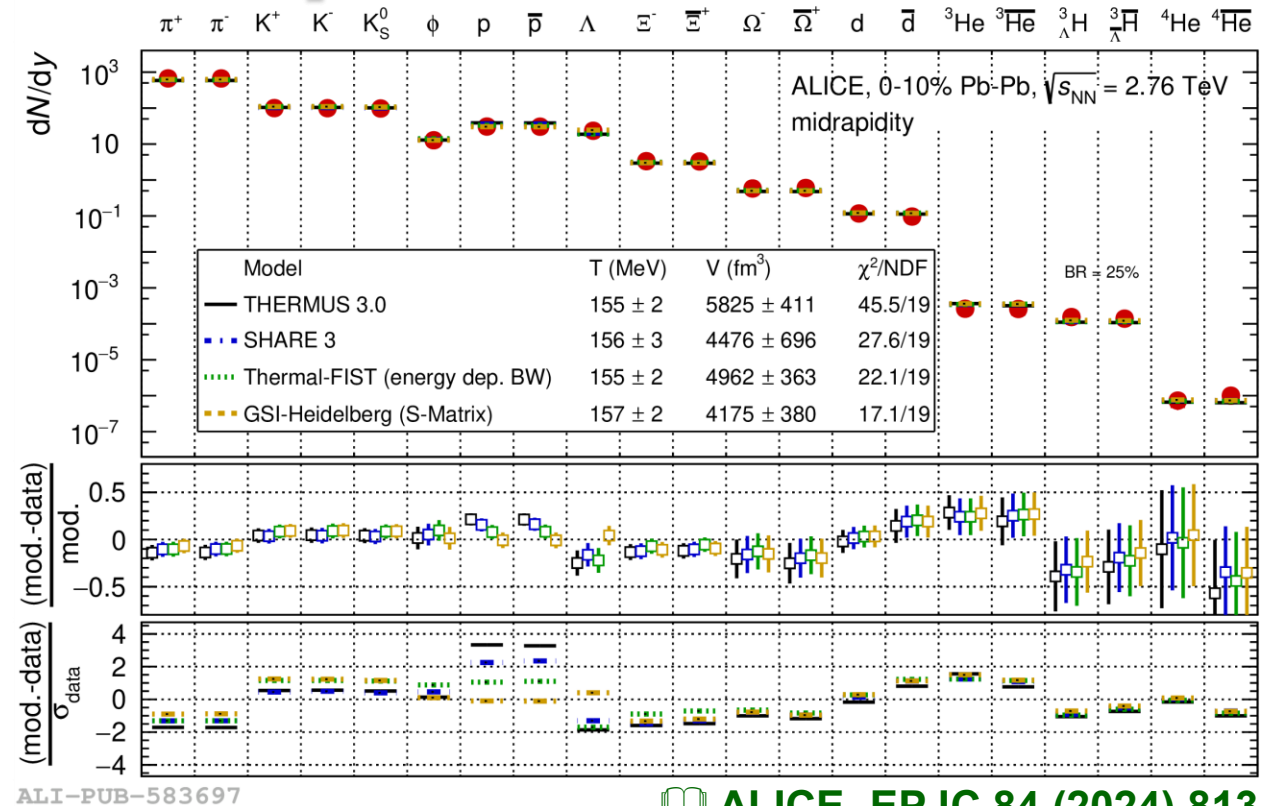 π⁺ π⁻ K⁺ K⁻ K⁰S ϕ p p̅ Λ Ξ⁻ Ξ̅⁺ Ω⁻ Ω̅⁺ d d̅ ³He ³H̅e̅ ³ΛH ³Λ̅H̅ ⁴He ⁴H̅e̅
dN/dy
10³
10
10⁻¹
10⁻³
10⁻⁵
10⁻⁷
ALICE, 0-10% Pb-Pb, √sNN = 2.76 TeV
midrapidity
BR = 25%
Model T (MeV) V (fm³) χ²/NDF
THERMUS 3.0 155 ± 2 5825 ± 411 45.5/19
SHARE 3 156 ± 3 4476 ± 696 27.6/19
Thermal-FIST (energy dep. BW) 155 ± 2 4962 ± 363 22.1/19
GSI-Heidelberg (S-Matrix) 157 ± 2 4175 ± 380 17.1/19
(mod.-data)
mod.
0.5
0
−0.5
(mod.-data)
σdata
4
2
0
−2
−4
ALI−PUB−583697
ALICE, EPJC 84 (2024) 813